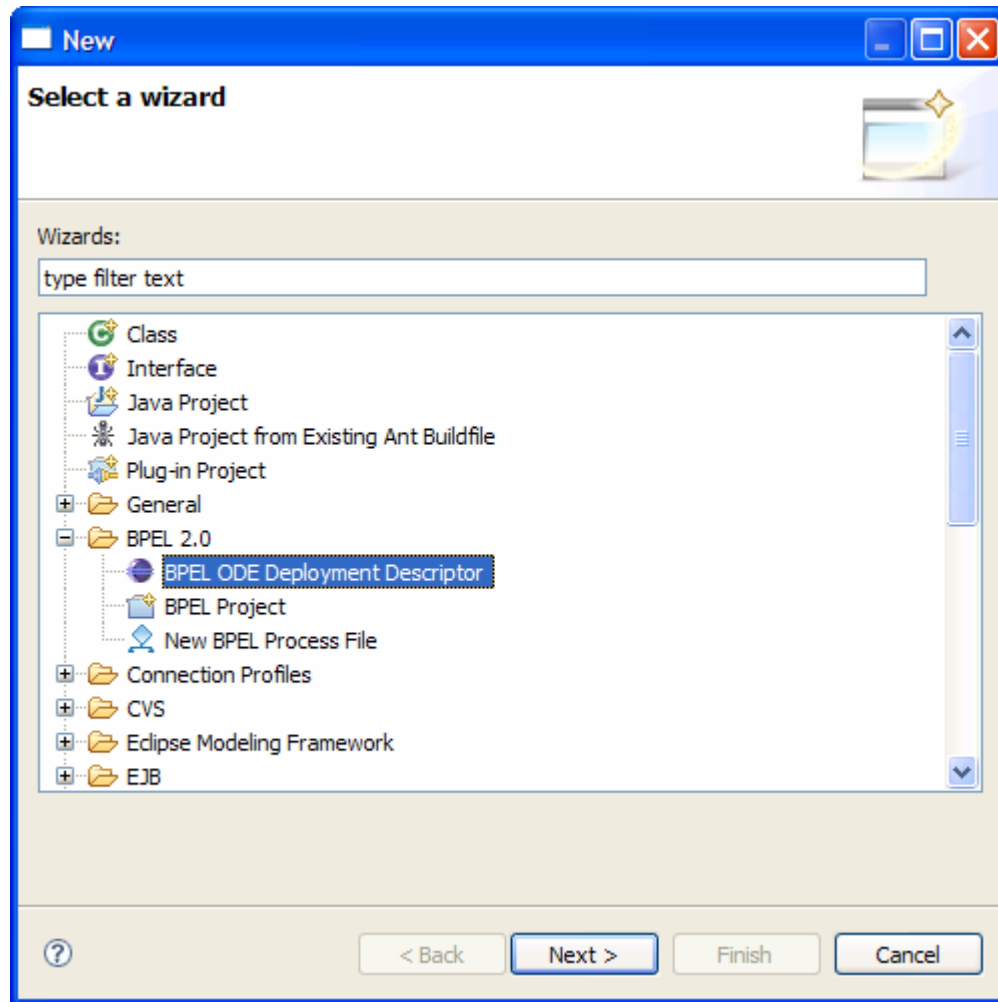 New
Select a wizard
Wizards:
type filter text
Class
Interface
Java Project
Java Project from Existing Ant Buildfile
Plug-in Project
General
BPEL 2.0
BPEL ODE Deployment Descriptor
BPEL Project
New BPEL Process File
Connection Profiles
CVS
Eclipse Modeling Framework
EJB
? < Back Next > Finish Cancel